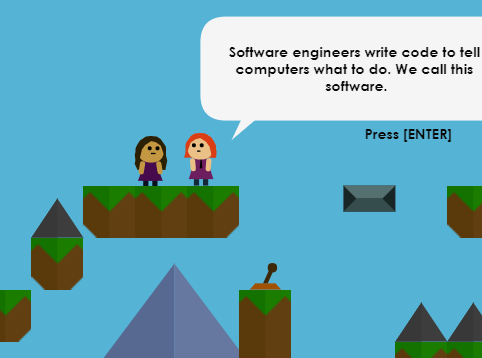 Software engineers write code to tell
computers what to do. We call this
software.
Press [ENTER]